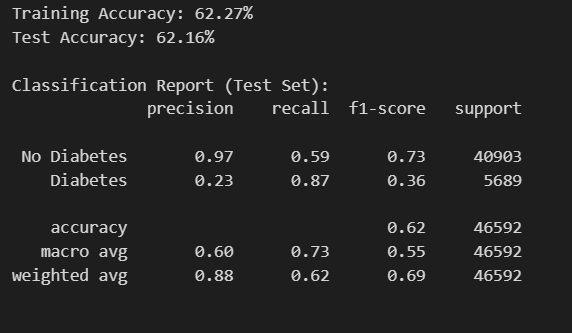 Training Accuracy: 62.27%
Test Accuracy: 62.16%
Classification Report (Test Set):
precision recall f1-score support
No Diabetes 0.97 0.59 0.73 40903
Diabetes 0.23 0.87 0.36 5689
accuracy 0.62 46592
macro avg 0.60 0.73 0.55 46592
weighted avg 0.88 0.62 0.69 46592